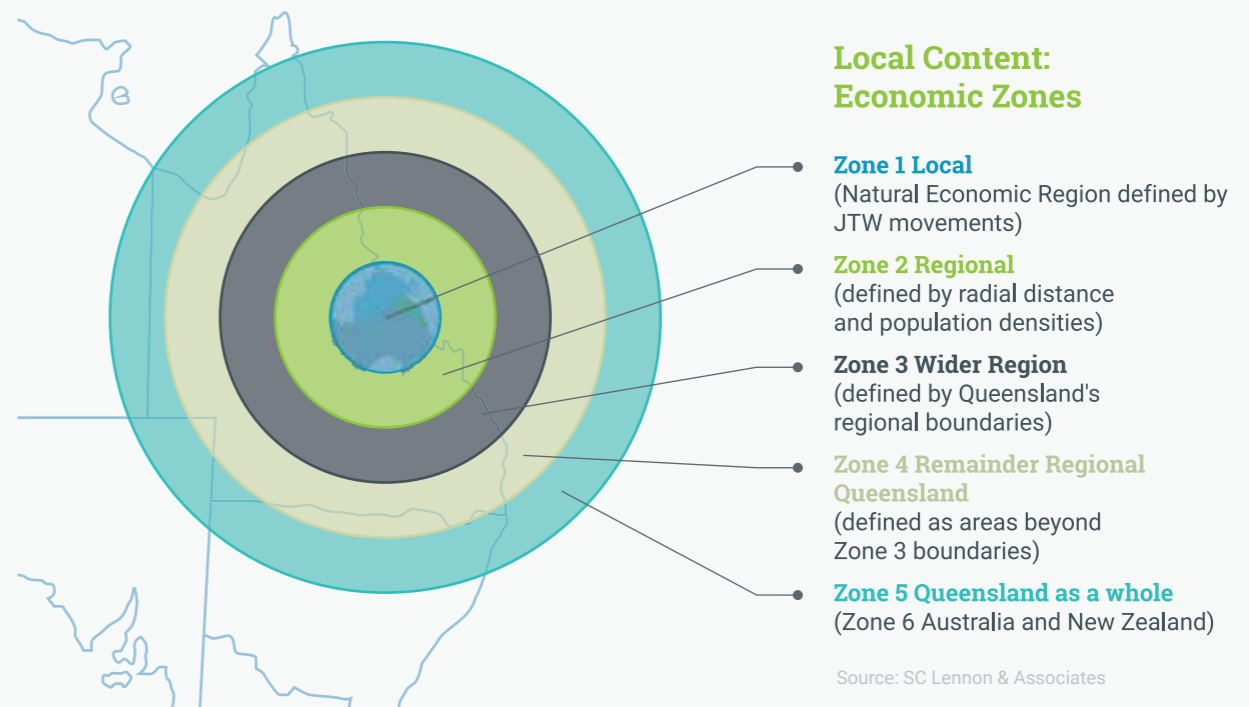 Local Content:
Economic Zones
Zone 1 Local
(Natural Economic Region defined by
JTW movements)
Zone 2 Regional
(defined by radial distance
and population densities)
Zone 3 Wider Region
(defined by Queensland's
regional boundaries)
Zone 4 Remainder Regional
Queensland
(defined as areas beyond
Zone 3 boundaries)
Zone 5 Queensland as a whole
(Zone 6 Australia and New Zealand)
Source: SC Lennon & Associates